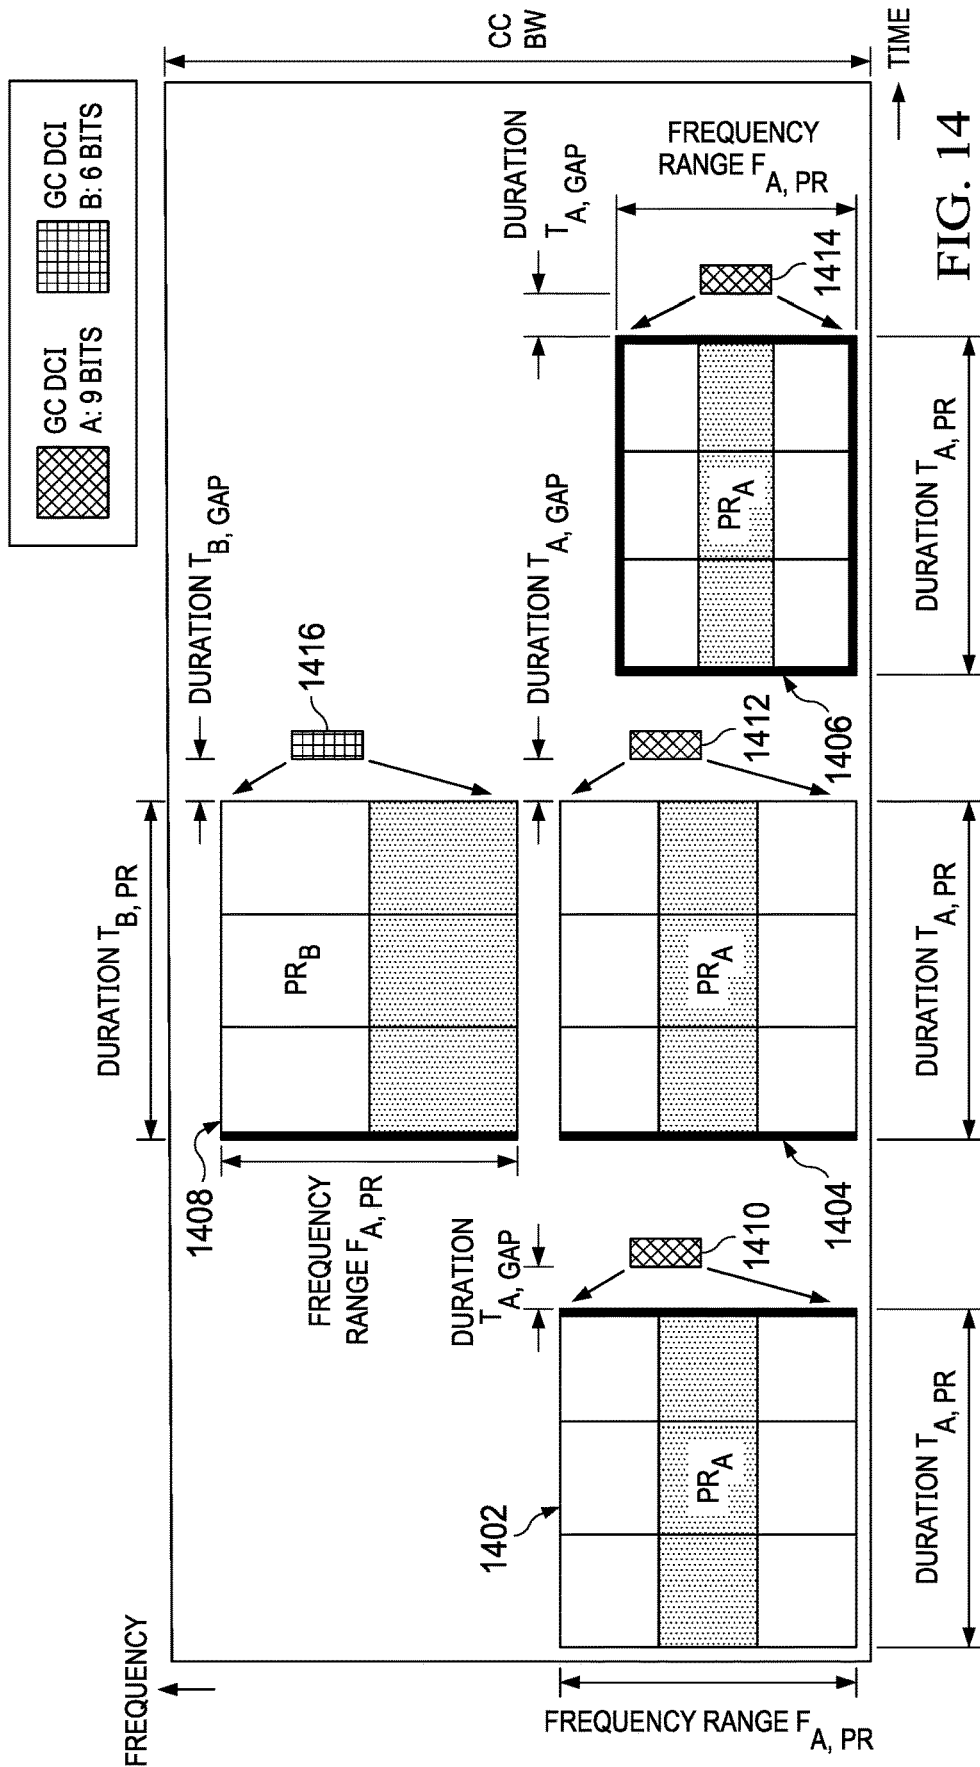 GC DCI
A: 9 BITS
GC DCI
B: 6 BITS
FREQUENCY
CC
BW
DURATION T B, PR
DURATION T B, GAP
1408
PR B
1416
FREQUENCY
RANGE F A, PR
DURATION
T A, GAP
DURATION T A, GAP
DURATION
T A, GAP
1402
PR A
1410
PR A
1412
PR A
1414
FREQUENCY
RANGE F A, PR
1404
1406
FREQUENCY RANGE F A, PR
DURATION T A, PR
DURATION T A, PR
DURATION T A, PR
TIME
FIG. 14